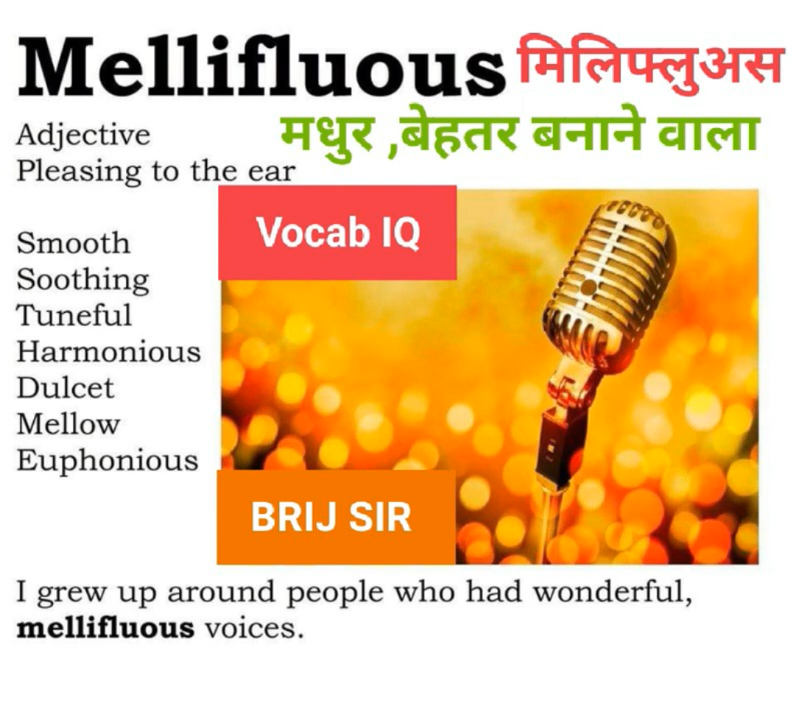 Mellifluous मिलिफ्लुअस
Adjective
मधुर ,बेहतर बनाने वाला
Pleasing to the ear
Vocab IQ
Smooth
Soothing
Tuneful
Harmonious
Dulcet
Mellow
Euphonious
BRIJ SIR
I grew up around people who had wonderful,
mellifluous voices.